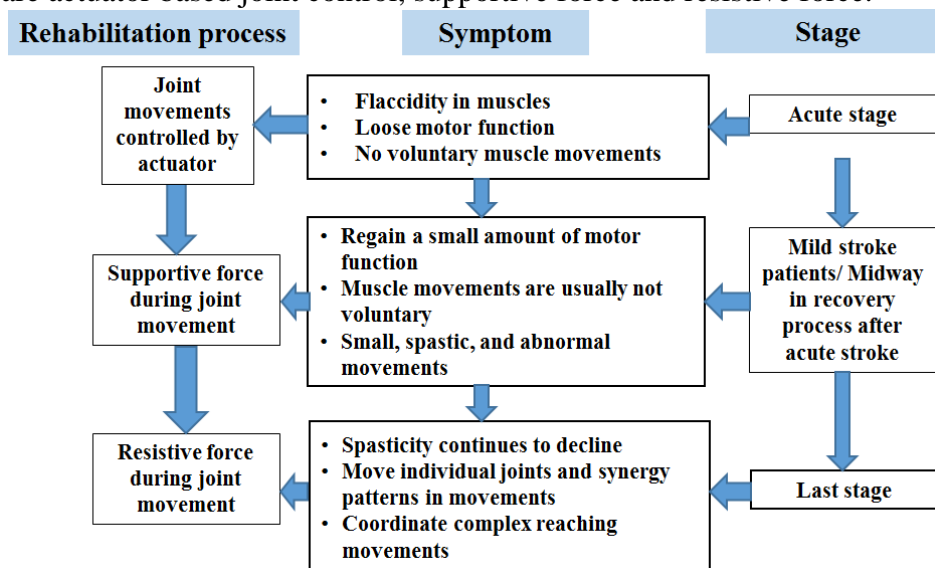 are actuator based joint control, supportive force and resistive force.
Rehabilitation process
Symptom
Stage
Joint
movements
controlled by
actuator
• Flaccidity in muscles
• Loose motor function
• No voluntary muscle movements
Acute stage
Supportive force
during joint
movement
• Regain a small amount of motor
function
• Muscle movements are usually not
voluntary
• Small, spastic, and abnormal
movements
Mild stroke
patients/ Midway
in recovery
process after
acute stroke
Resistive force
during joint
movement
• Spasticity continues to decline
• Move individual joints and synergy
patterns in movements
• Coordinate complex reaching
movements
Last stage